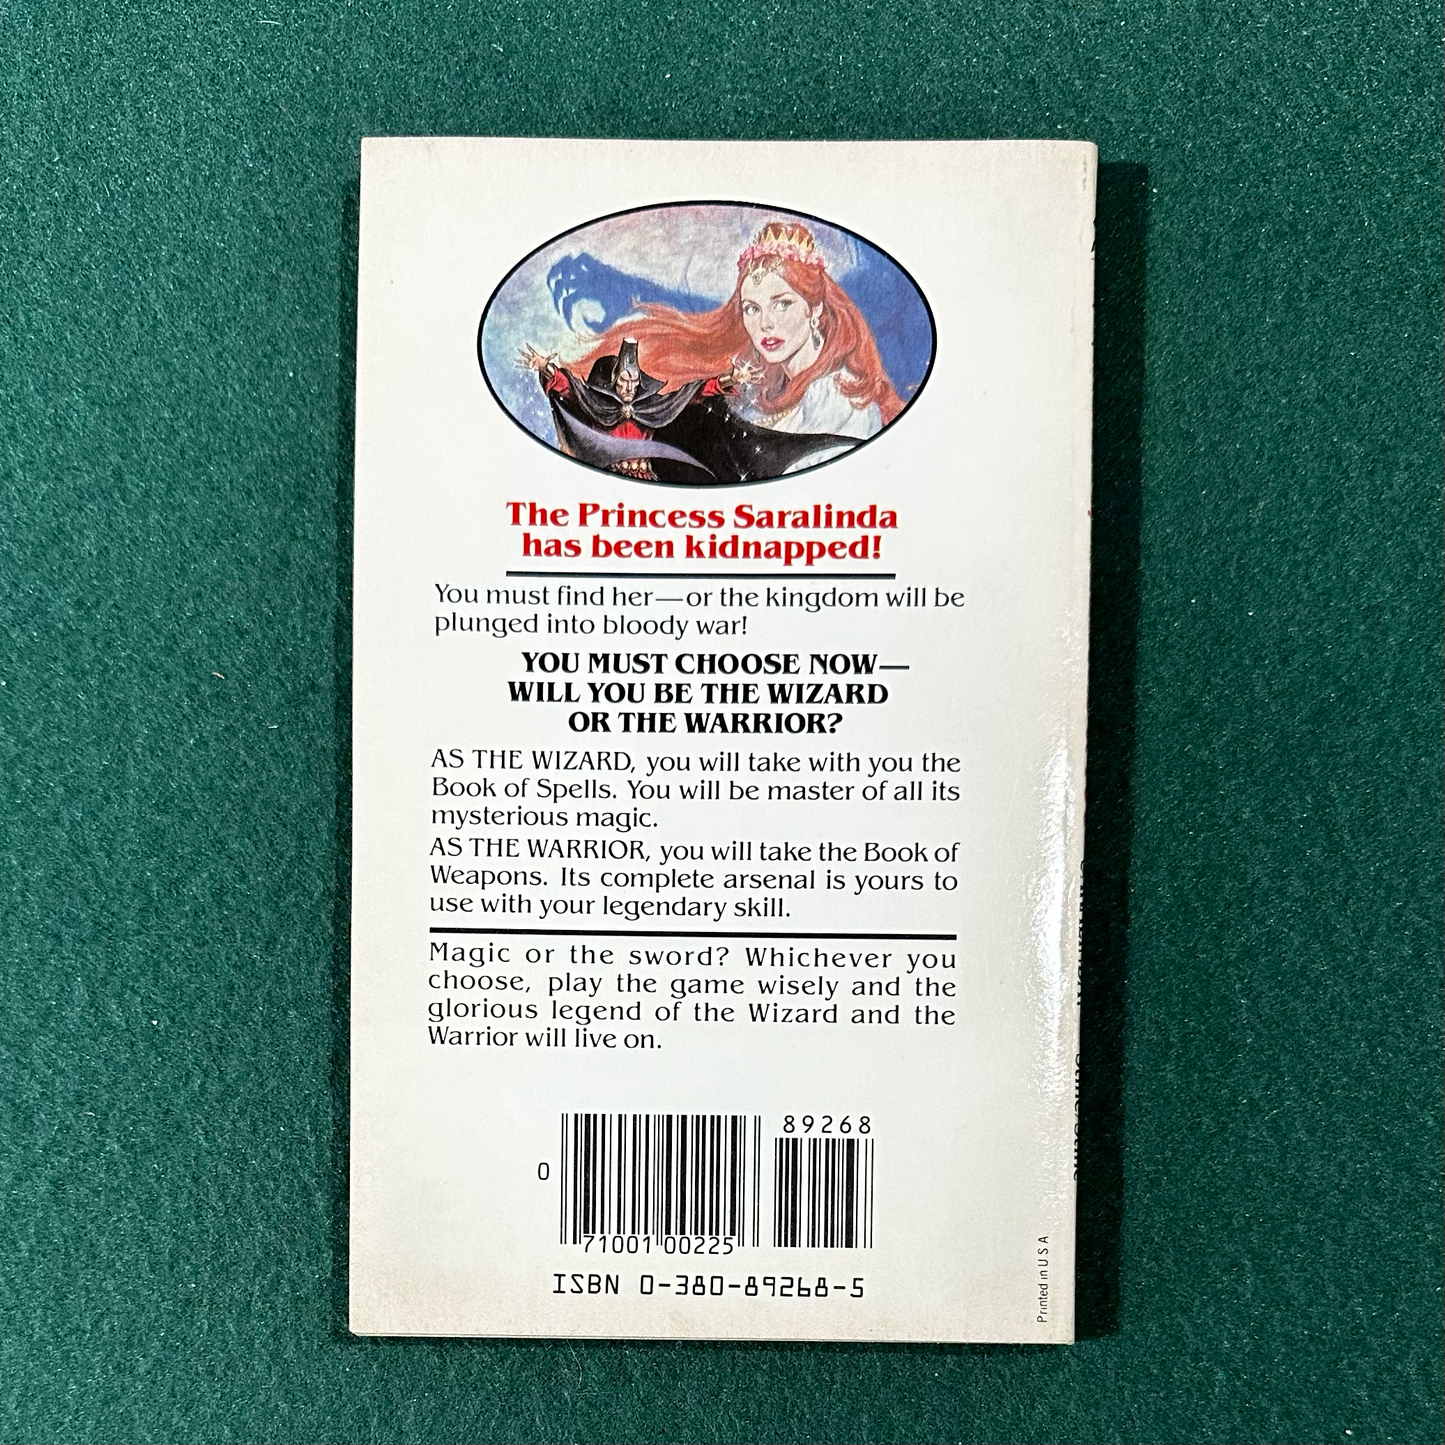 The Princess Saralinda
has been kidnapped!
You must find her—or the kingdom will be
plunged into bloody war!
YOU MUST CHOOSE NOW—
WILL YOU BE THE WIZARD
OR THE WARRIOR?
AS THE WIZARD, you will take with you the
Book of Spells. You will be master of all its
mysterious magic.
AS THE WARRIOR, you will take the Book of
Weapons. Its complete arsenal is yours to
use with your legendary skill.
Magic or the sword? Whichever you
choose, play the game wisely and the
glorious legend of the Wizard and the
Warrior will live on.
89268
0
71001 00225
ISBN 0-380-89268-5
Printed in U S A